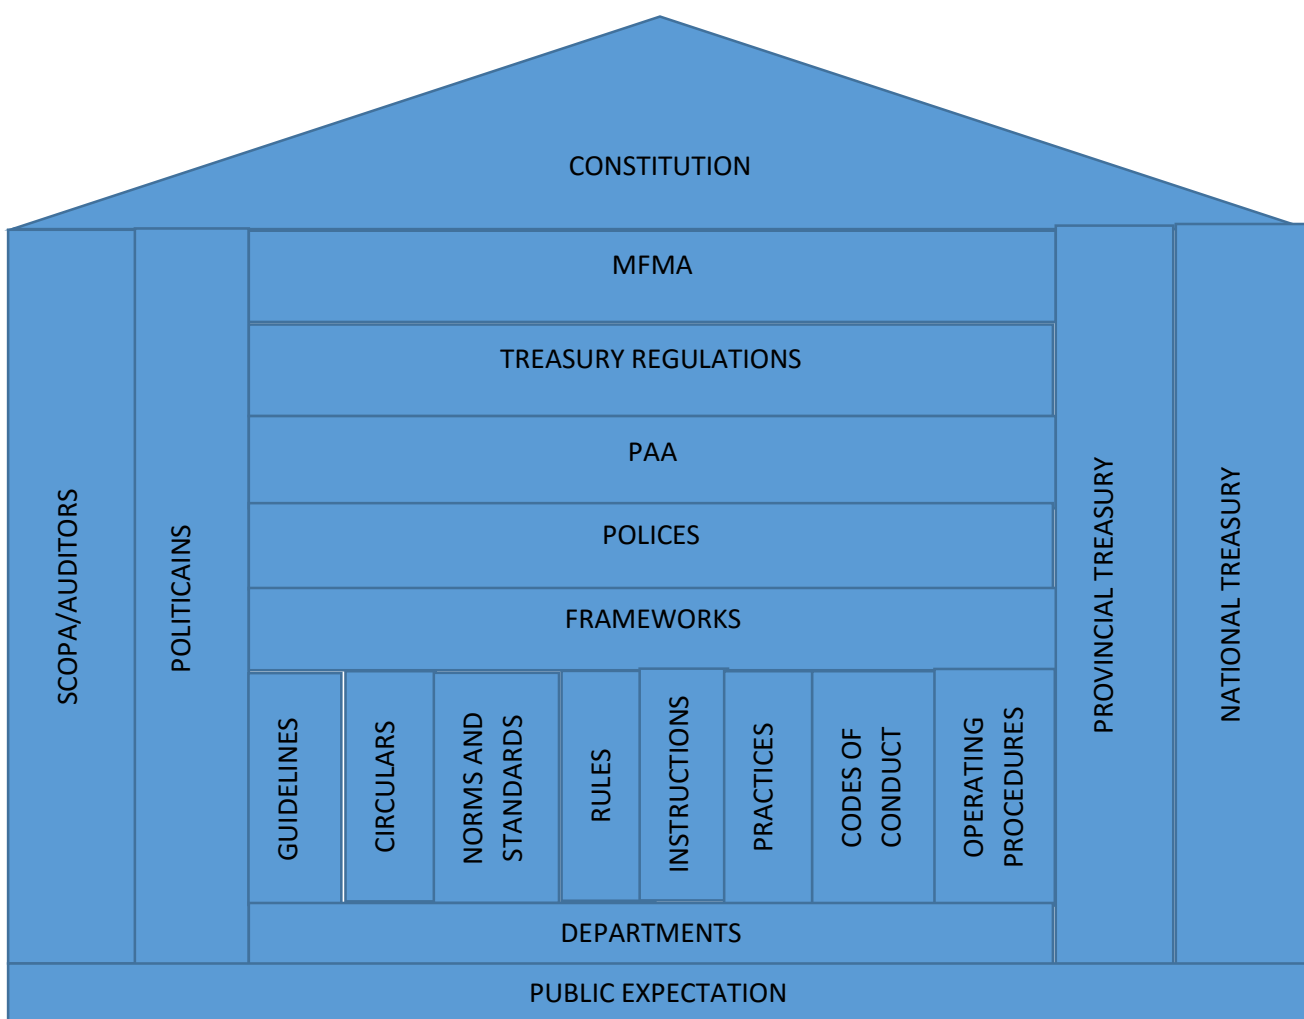 CONSTITUTION
MFMA
TREASURY REGULATIONS
PAA
POLICES
FRAMEWORKS
SCOPA/AUDITORS
POLITICAINS
GUIDELINES
CIRCULARS
NORMS AND
STANDARDS
RULES
INSTRUCTIONS
PRACTICES
CODES OF
CONDUCT
OPERATING
PROCEDURES
PROVINCIAL TREASURY
NATIONAL TREASURY
DEPARTMENTS
PUBLIC EXPECTATION